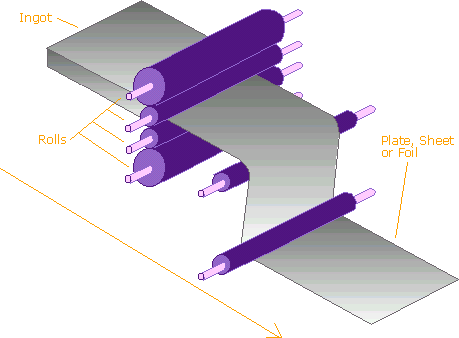 Ingot
Rolls
Plate, Sheet
or Foil